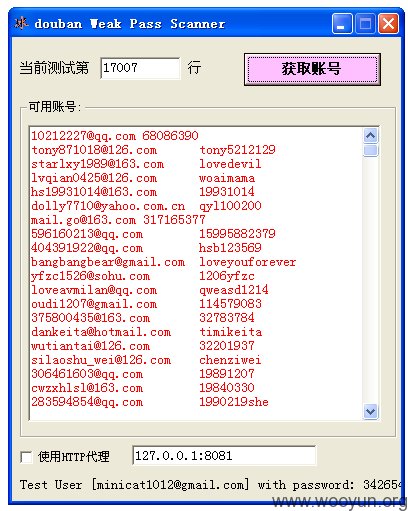 douban Weak Pass Scanner
当前测试第 17007 行 获取账号
可用账号:
10212227@qq.com 68086390
tony871018@126.com tony5212129
starlxy1989@163.com lovedevil
lvqian0425@126.com woaimama
hs19931014@163.com 19931014
dolly7710@yahoo.com.cn qyl100200
mail.go@163.com 317165377
596160213@qq.com 15995882379
404391922@qq.com hsb123569
bangbangbear@gmail.com loveyouforever
yfzc1526@sohu.com 1206yfzc
loveavmilan@qq.com qweasd1214
oudi1207@gmail.com 114579083
375800435@163.com 32783784
dankeita@hotmail.com timikeita
wutiantai@126.com 32201937
silaoshu_wei@126.com chenziwei
306461603@qq.com 19891207
cwzxhlsl@163.com 19840330
283594854@qq.com 1990219she
使用HTTP代理 127.0.0.1:8081
Test User [minicat1012@gmail.com] with password: 342654
www.wooyun.org